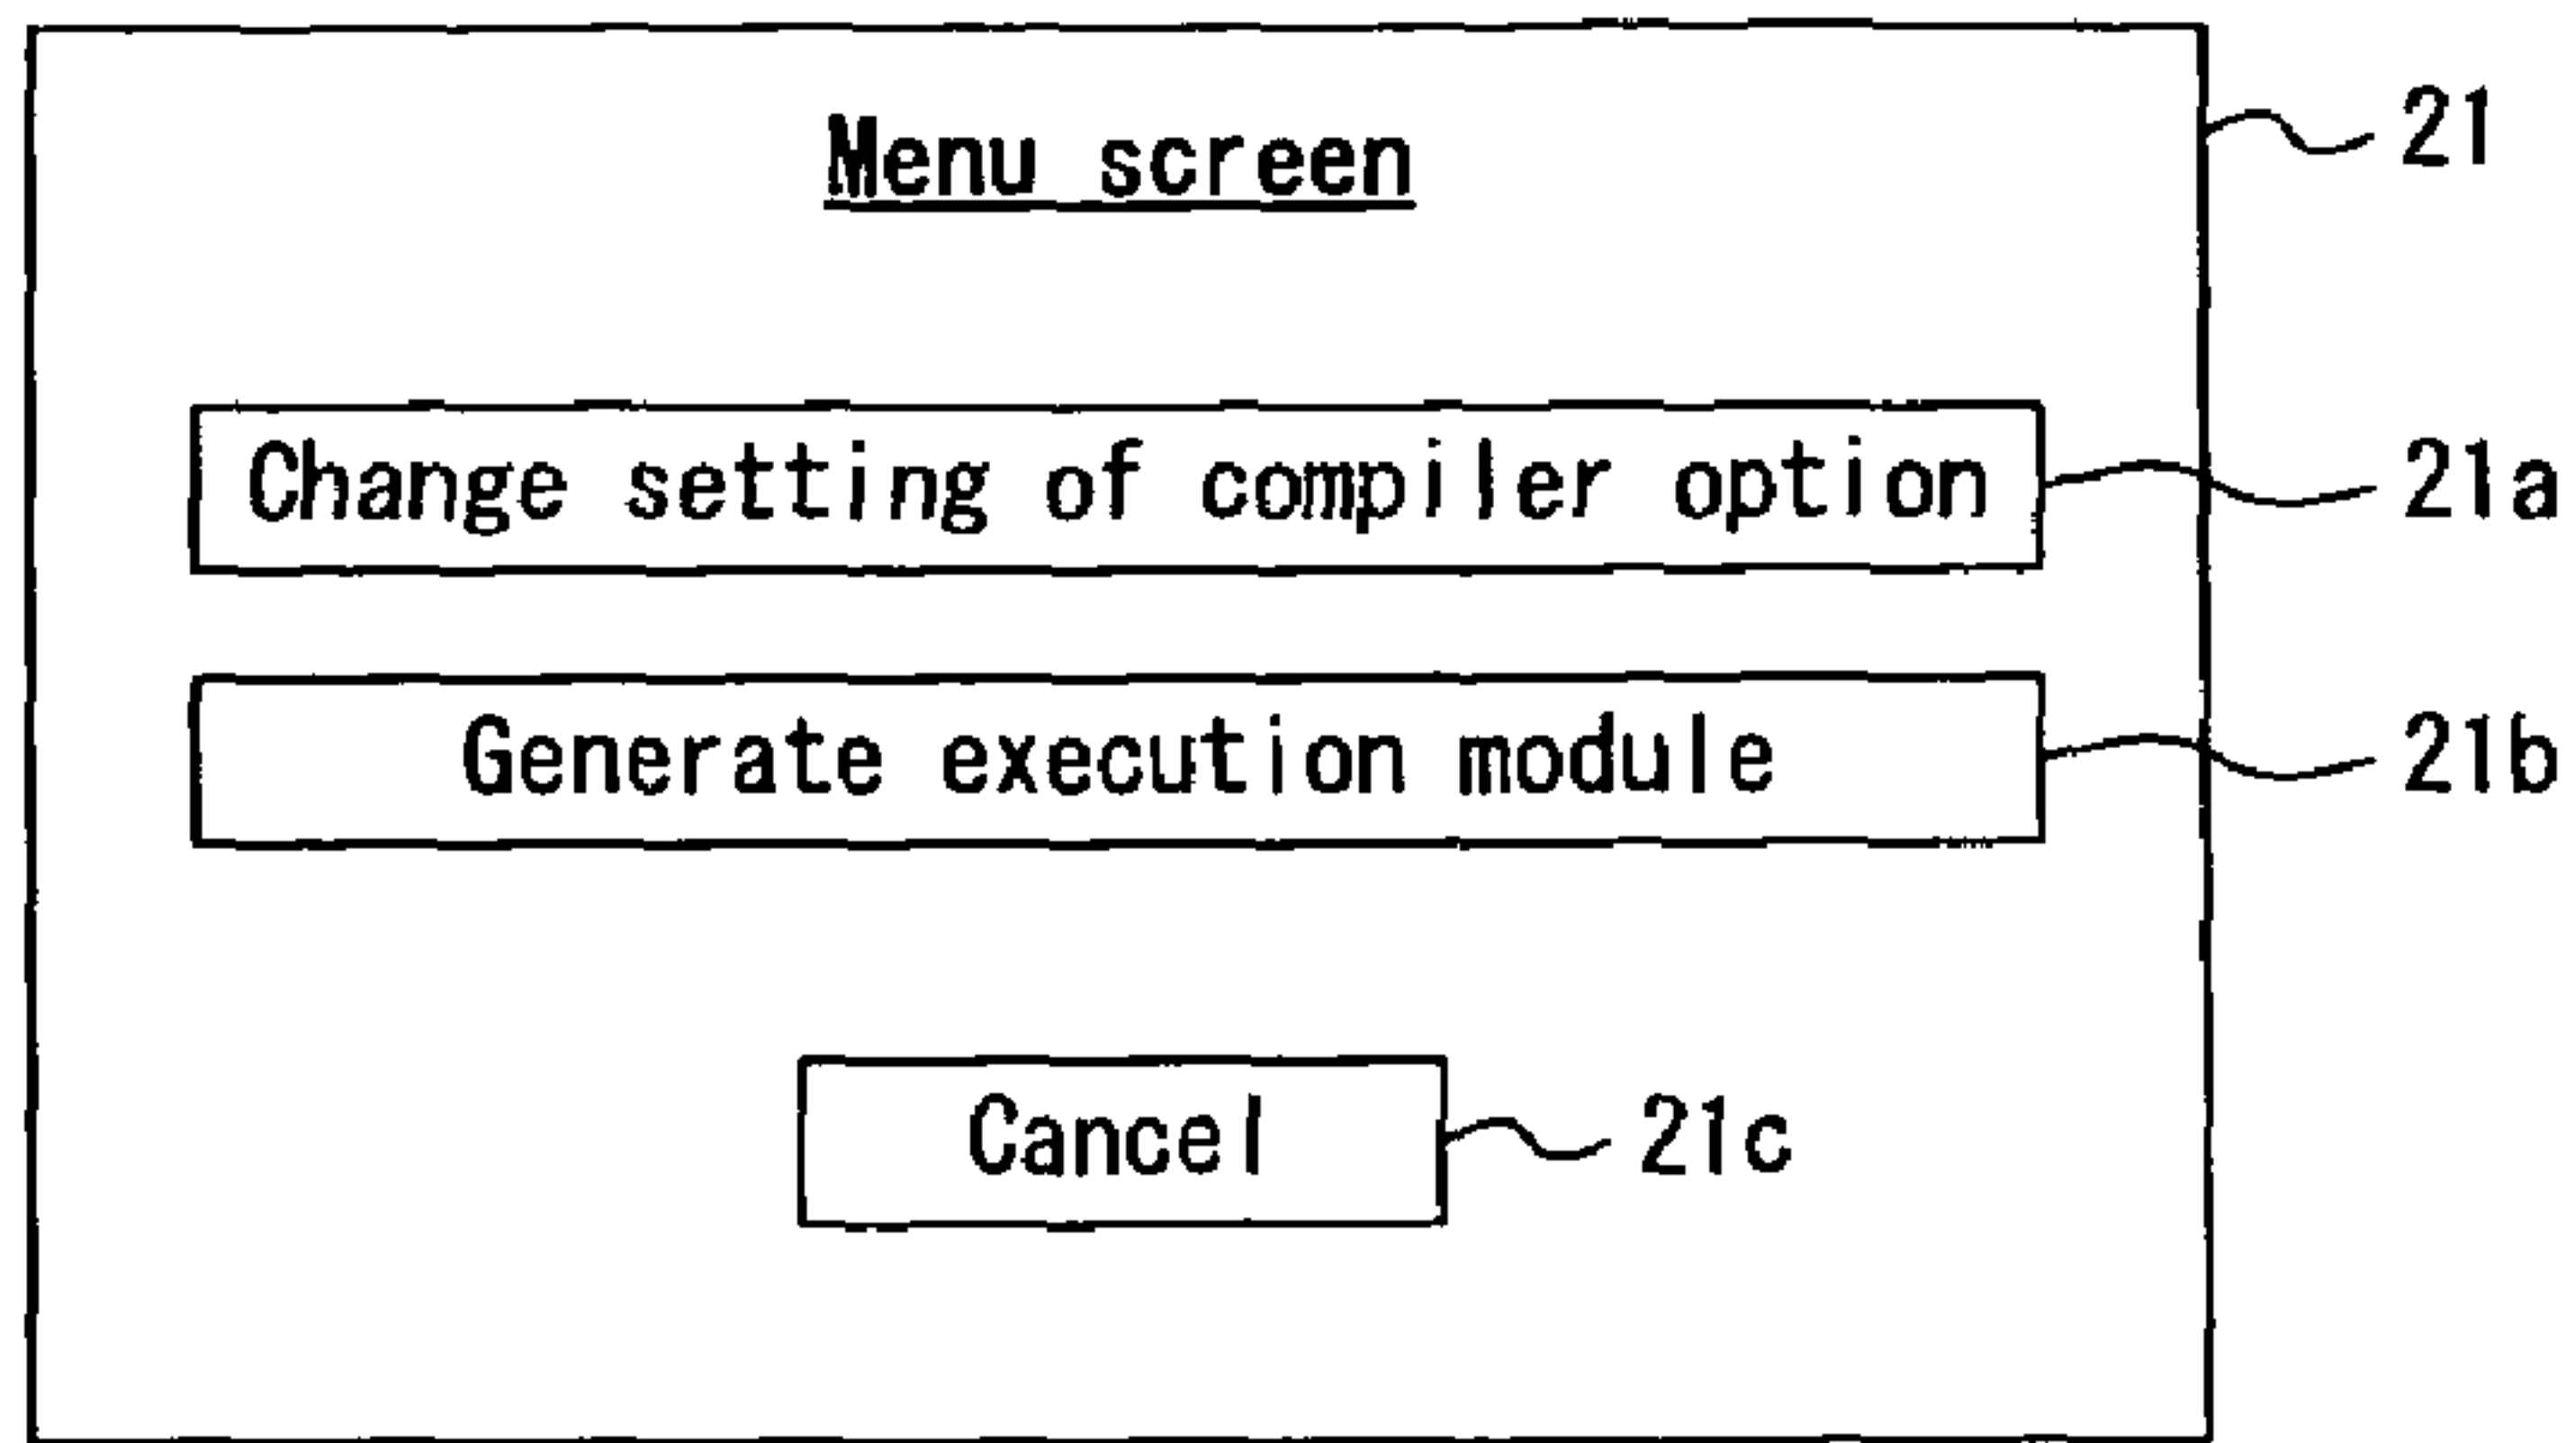 Menu screen
21
Change setting of compiler option
21a
Generate execution module
21b
Cancel
21c